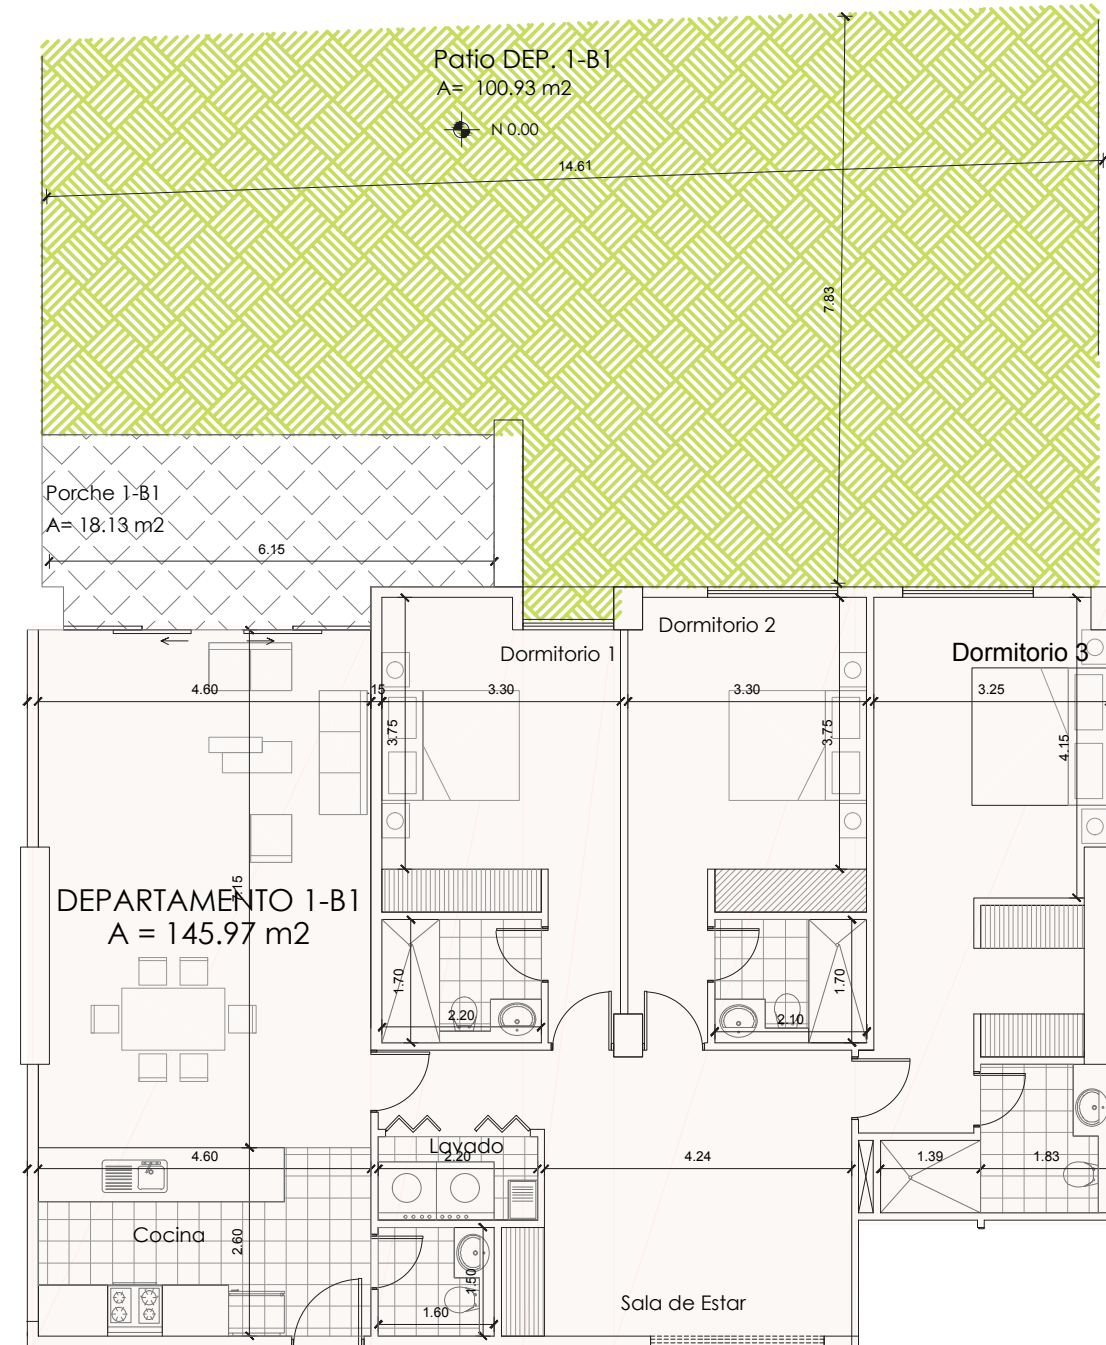 Patio DEP. 1-B1
A= 100.93 m2
N 0.00
14.61
7.83
Porche 1-B1
A= 18.13 m2
6.15
Dormitorio 1
Dormitorio 2
Dormitorio 3
4.60
.15
3.30
3.30
3.25
3.75
3.75
4.15
7.15
DEPARTAMENTO 1-B1
A = 145.97 m2
1.70
2.20
1.70
2.10
Lavado
4.60
2.20
4.24
1.39
1.83
Cocina
2.60
1.50
1.60
Sala de Estar